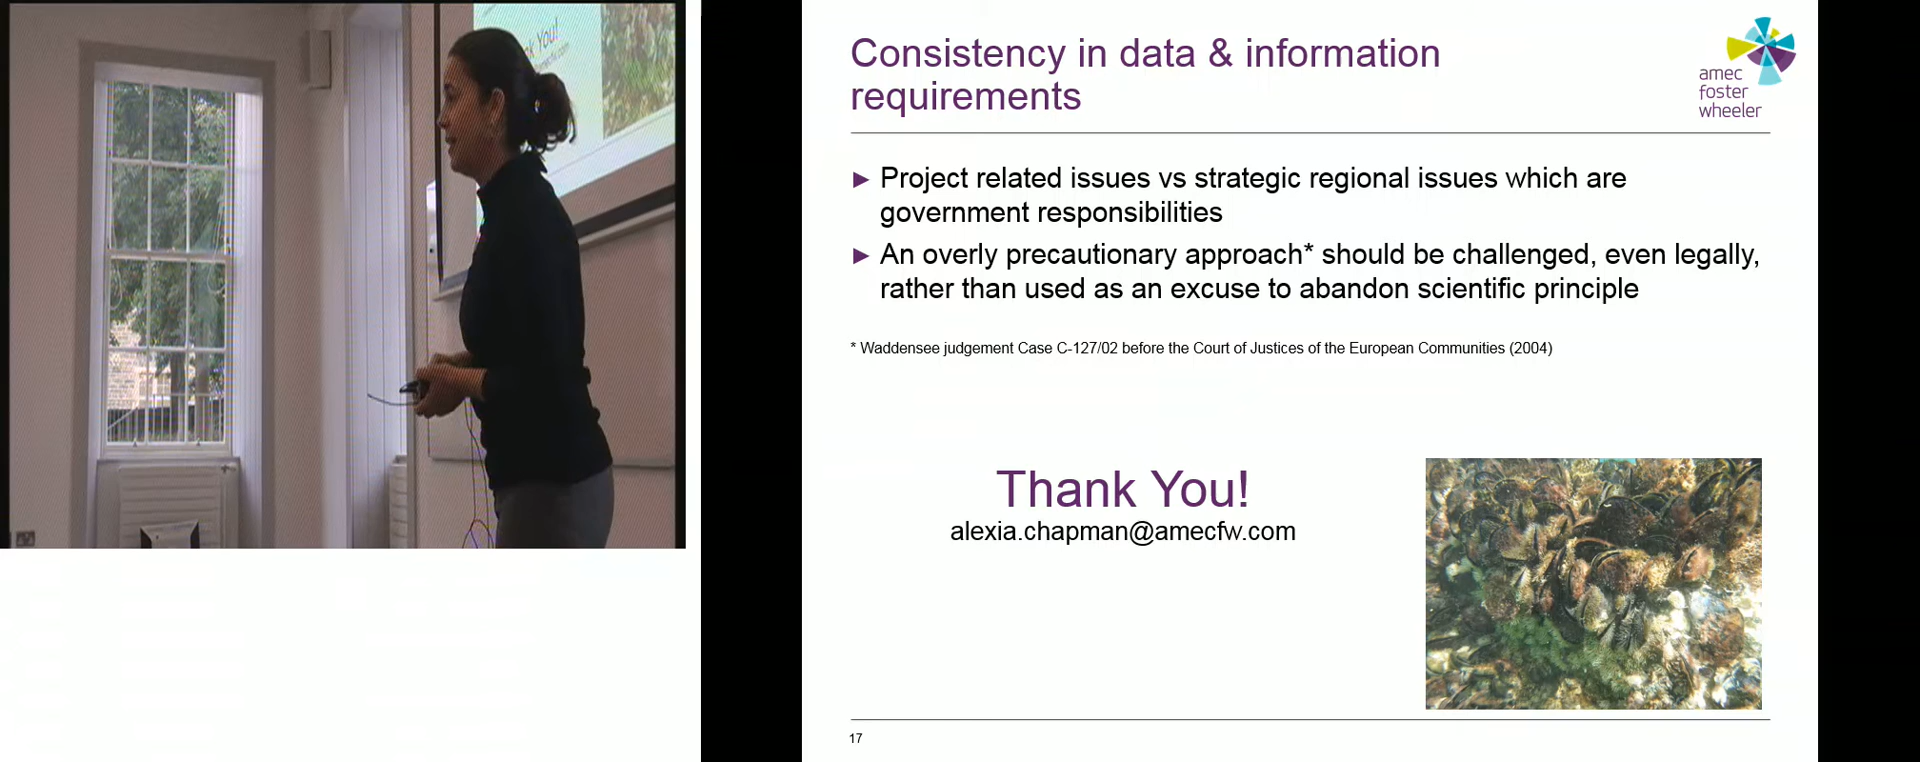 k You!
Consistency in data & information
requirements
amec
foster
wheeler
► Project related issues vs strategic regional issues which are
government responsibilities
► An overly precautionary approach* should be challenged, even legally,
rather than used as an excuse to abandon scientific principle
* Waddensee judgement Case C-127/02 before the Court of Justices of the European Communities (2004)
Thank You!
alexia.chapman@amecfw.com
17